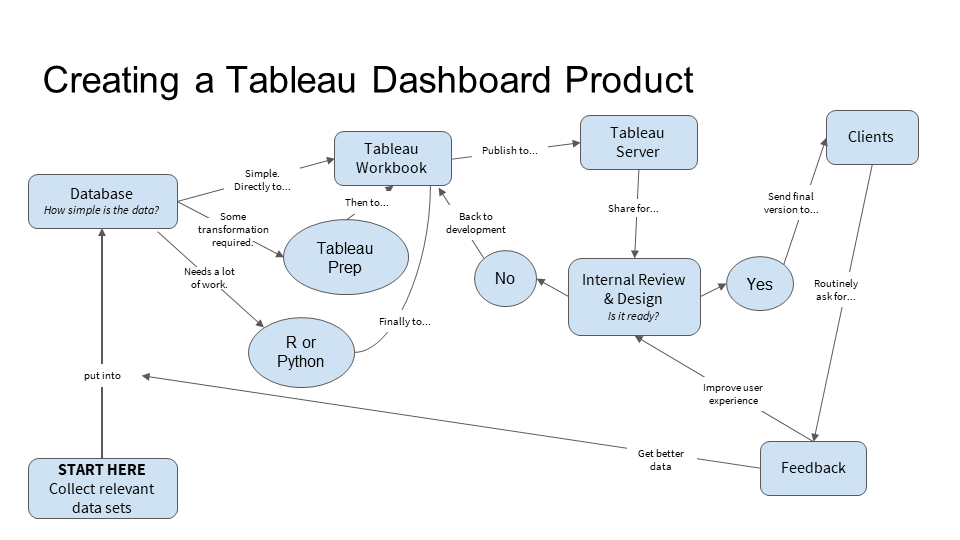 Creating a Tableau Dashboard Product
Clients
Tableau
Server
Tableau
Workbook
Publish to...
Simple.
Directly to...
Database
How simple is the data?
Then to...
Send final
version to...
Share for...
Some
transformation
required.
Back to
development
Tableau
Prep
Needs a lot
of work.
No
Internal Review
& Design
Is it ready?
Yes
Routinely
ask for...
Finally to...
R or
Python
put into
Improve user
experience
Get better
data
Feedback
START HERE
Collect relevant
data sets